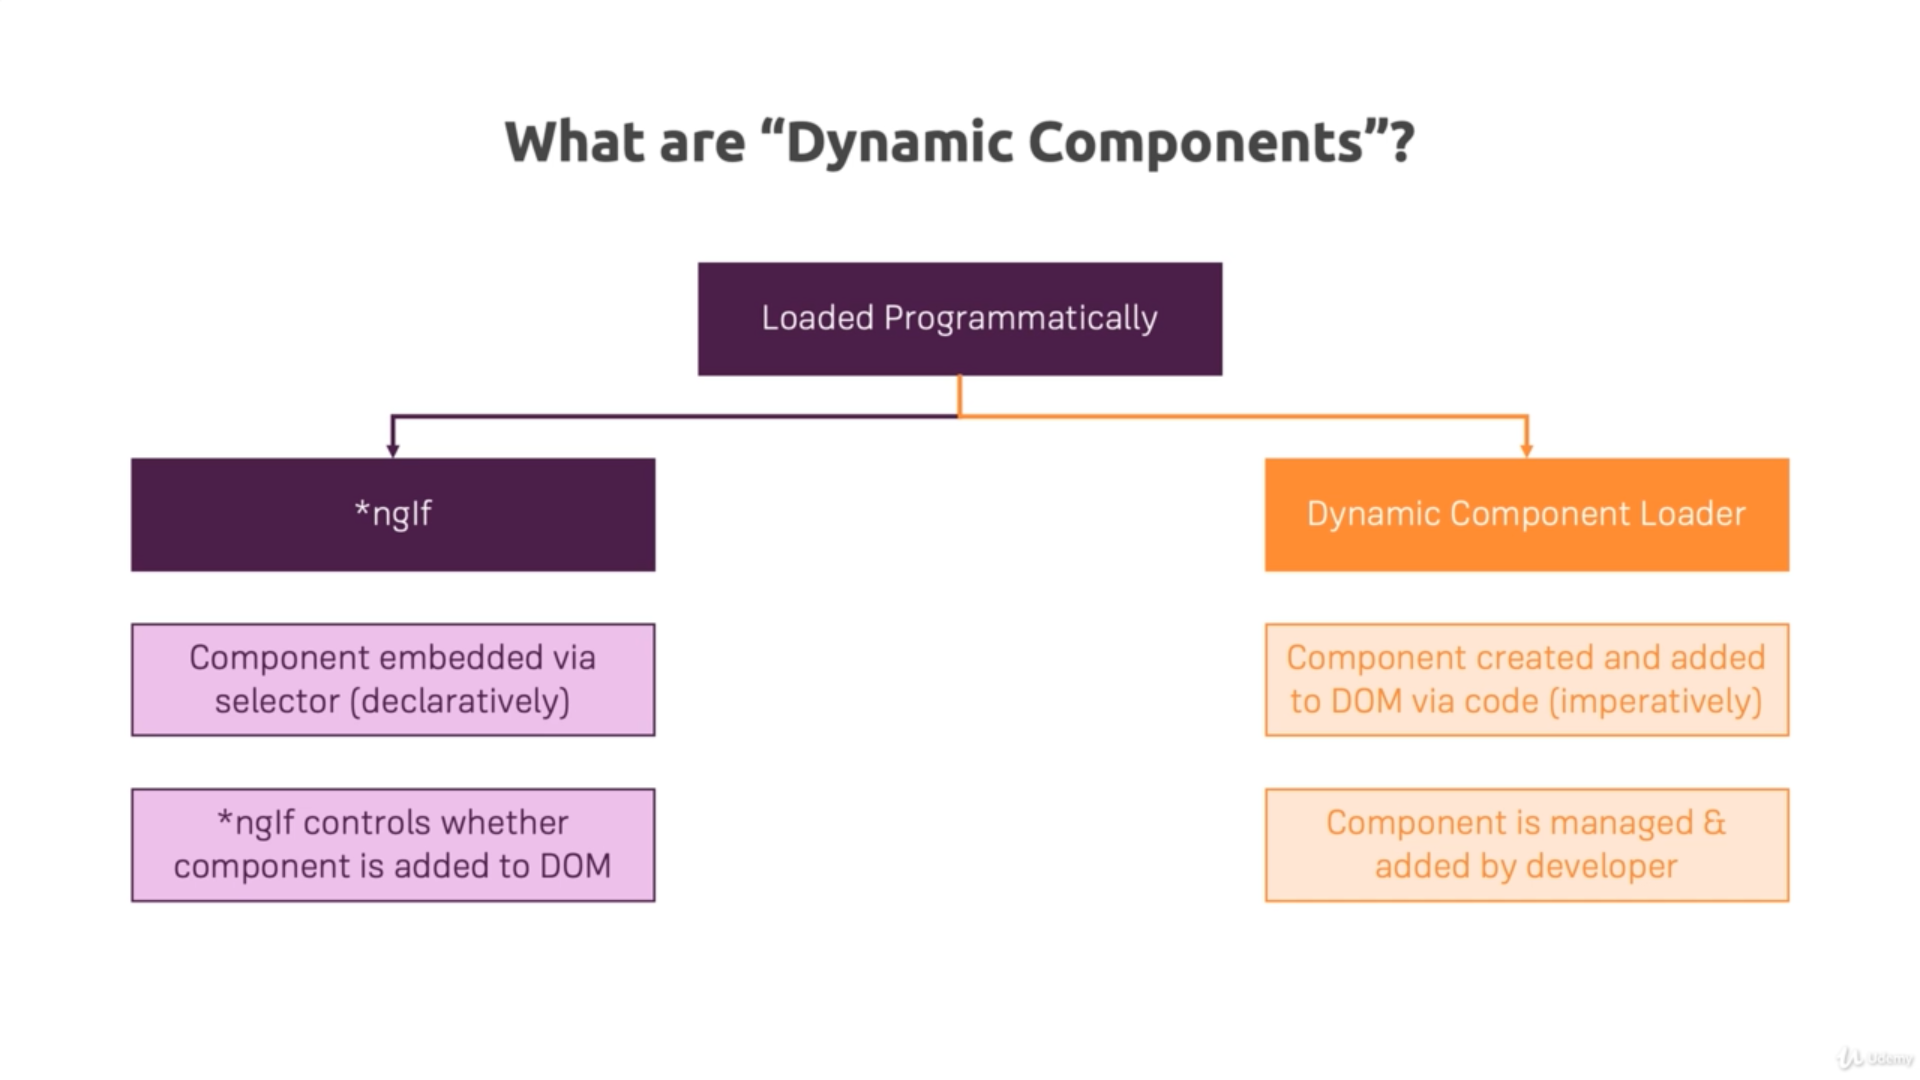 What are “Dynamic Components”?
Loaded Programmatically
*ngIf
Dynamic Component Loader
Component embedded via
selector (declaratively)
Component created and added
to DOM via code (imperatively)
*ngIf controls whether
component is added to DOM
Component is managed &
added by developer
Udemy